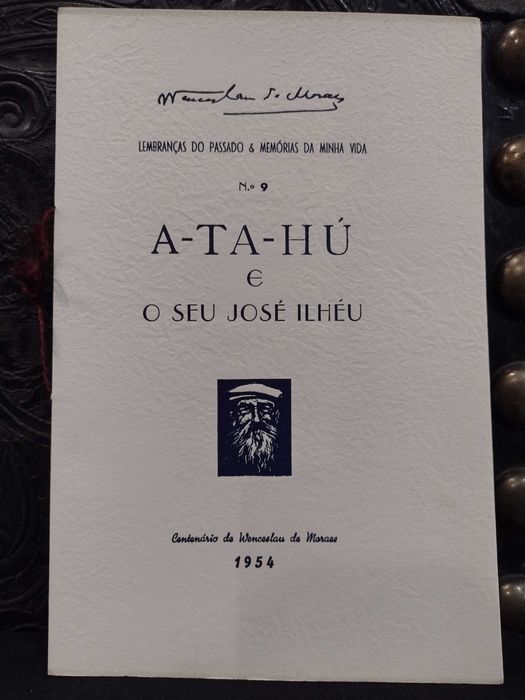 Wenceslau de Moraes
LEMBRANÇAS DO PASSADO & MEMÓRIAS DA MINHA VIDA
N.º 9
A-TA-HÚ
e
O SEU JOSÉ ILHÉU
Centenário de Wenceslau de Moraes
1954